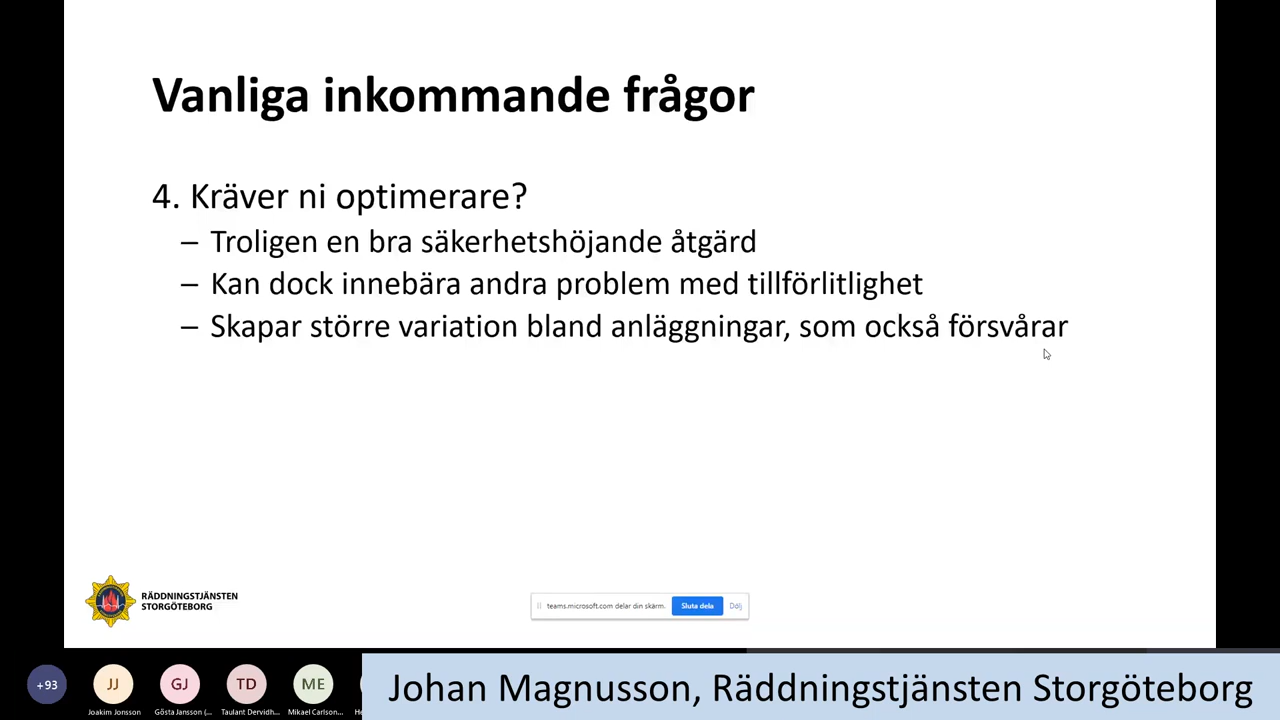 Vanliga inkommande frågor
4. Kräver ni optimerare?
– Troligen en bra säkerhetshöjande åtgärd
– Kan dock innebära andra problem med tillförlitlighet
– Skapar större variation bland anläggningar, som också försvårar
RÄDDNINGSTJÄNSTEN
STORGÖTEBORG
teams.microsoft.com delar din skärm. Sluta dela Dölj
+93 JJ GJ TD ME
Joakim Jonsson Gösta Jansson (... Taulant Dervidh... Mikael Carlson...
Johan Magnusson, Räddningstjänsten Storgöteborg